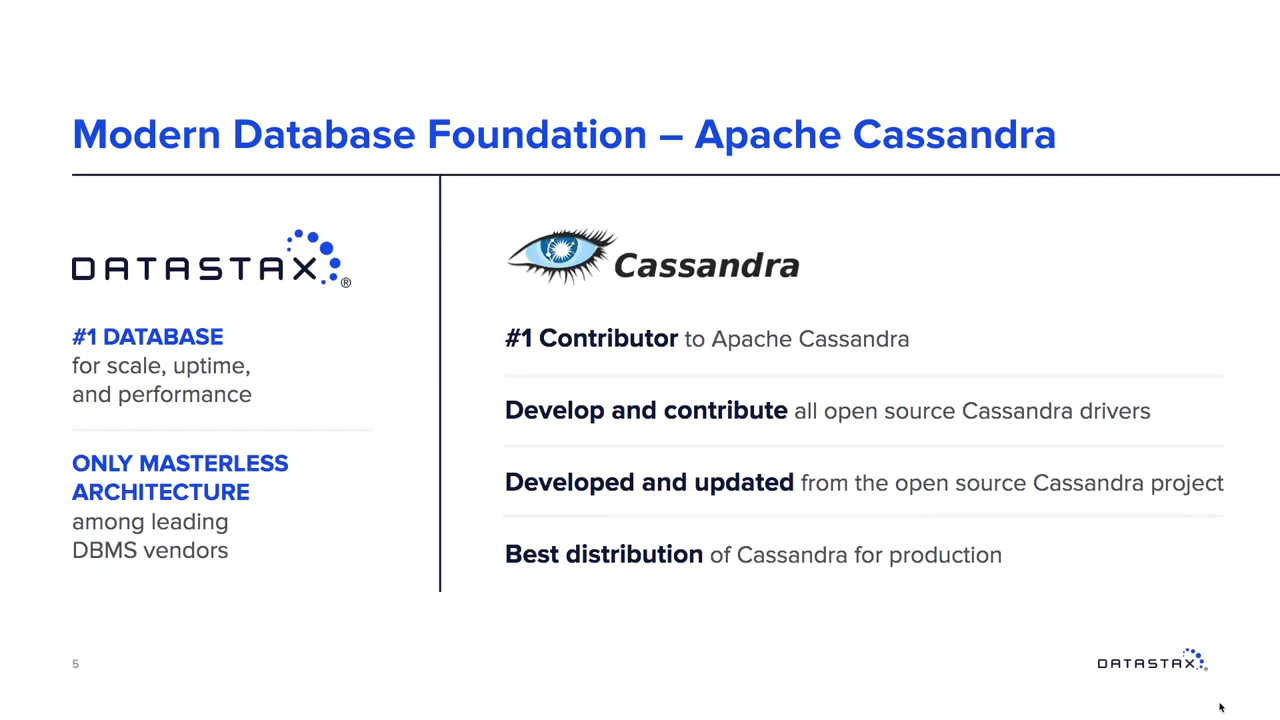 Modern Database Foundation – Apache Cassandra
DATASTAX®
#1 DATABASE
for scale, uptime,
and performance
ONLY MASTERLESS
ARCHITECTURE
among leading
DBMS vendors
Cassandra
#1 Contributor to Apache Cassandra
Develop and contribute all open source Cassandra drivers
Developed and updated from the open source Cassandra project
Best distribution of Cassandra for production
5
DATASTAX®